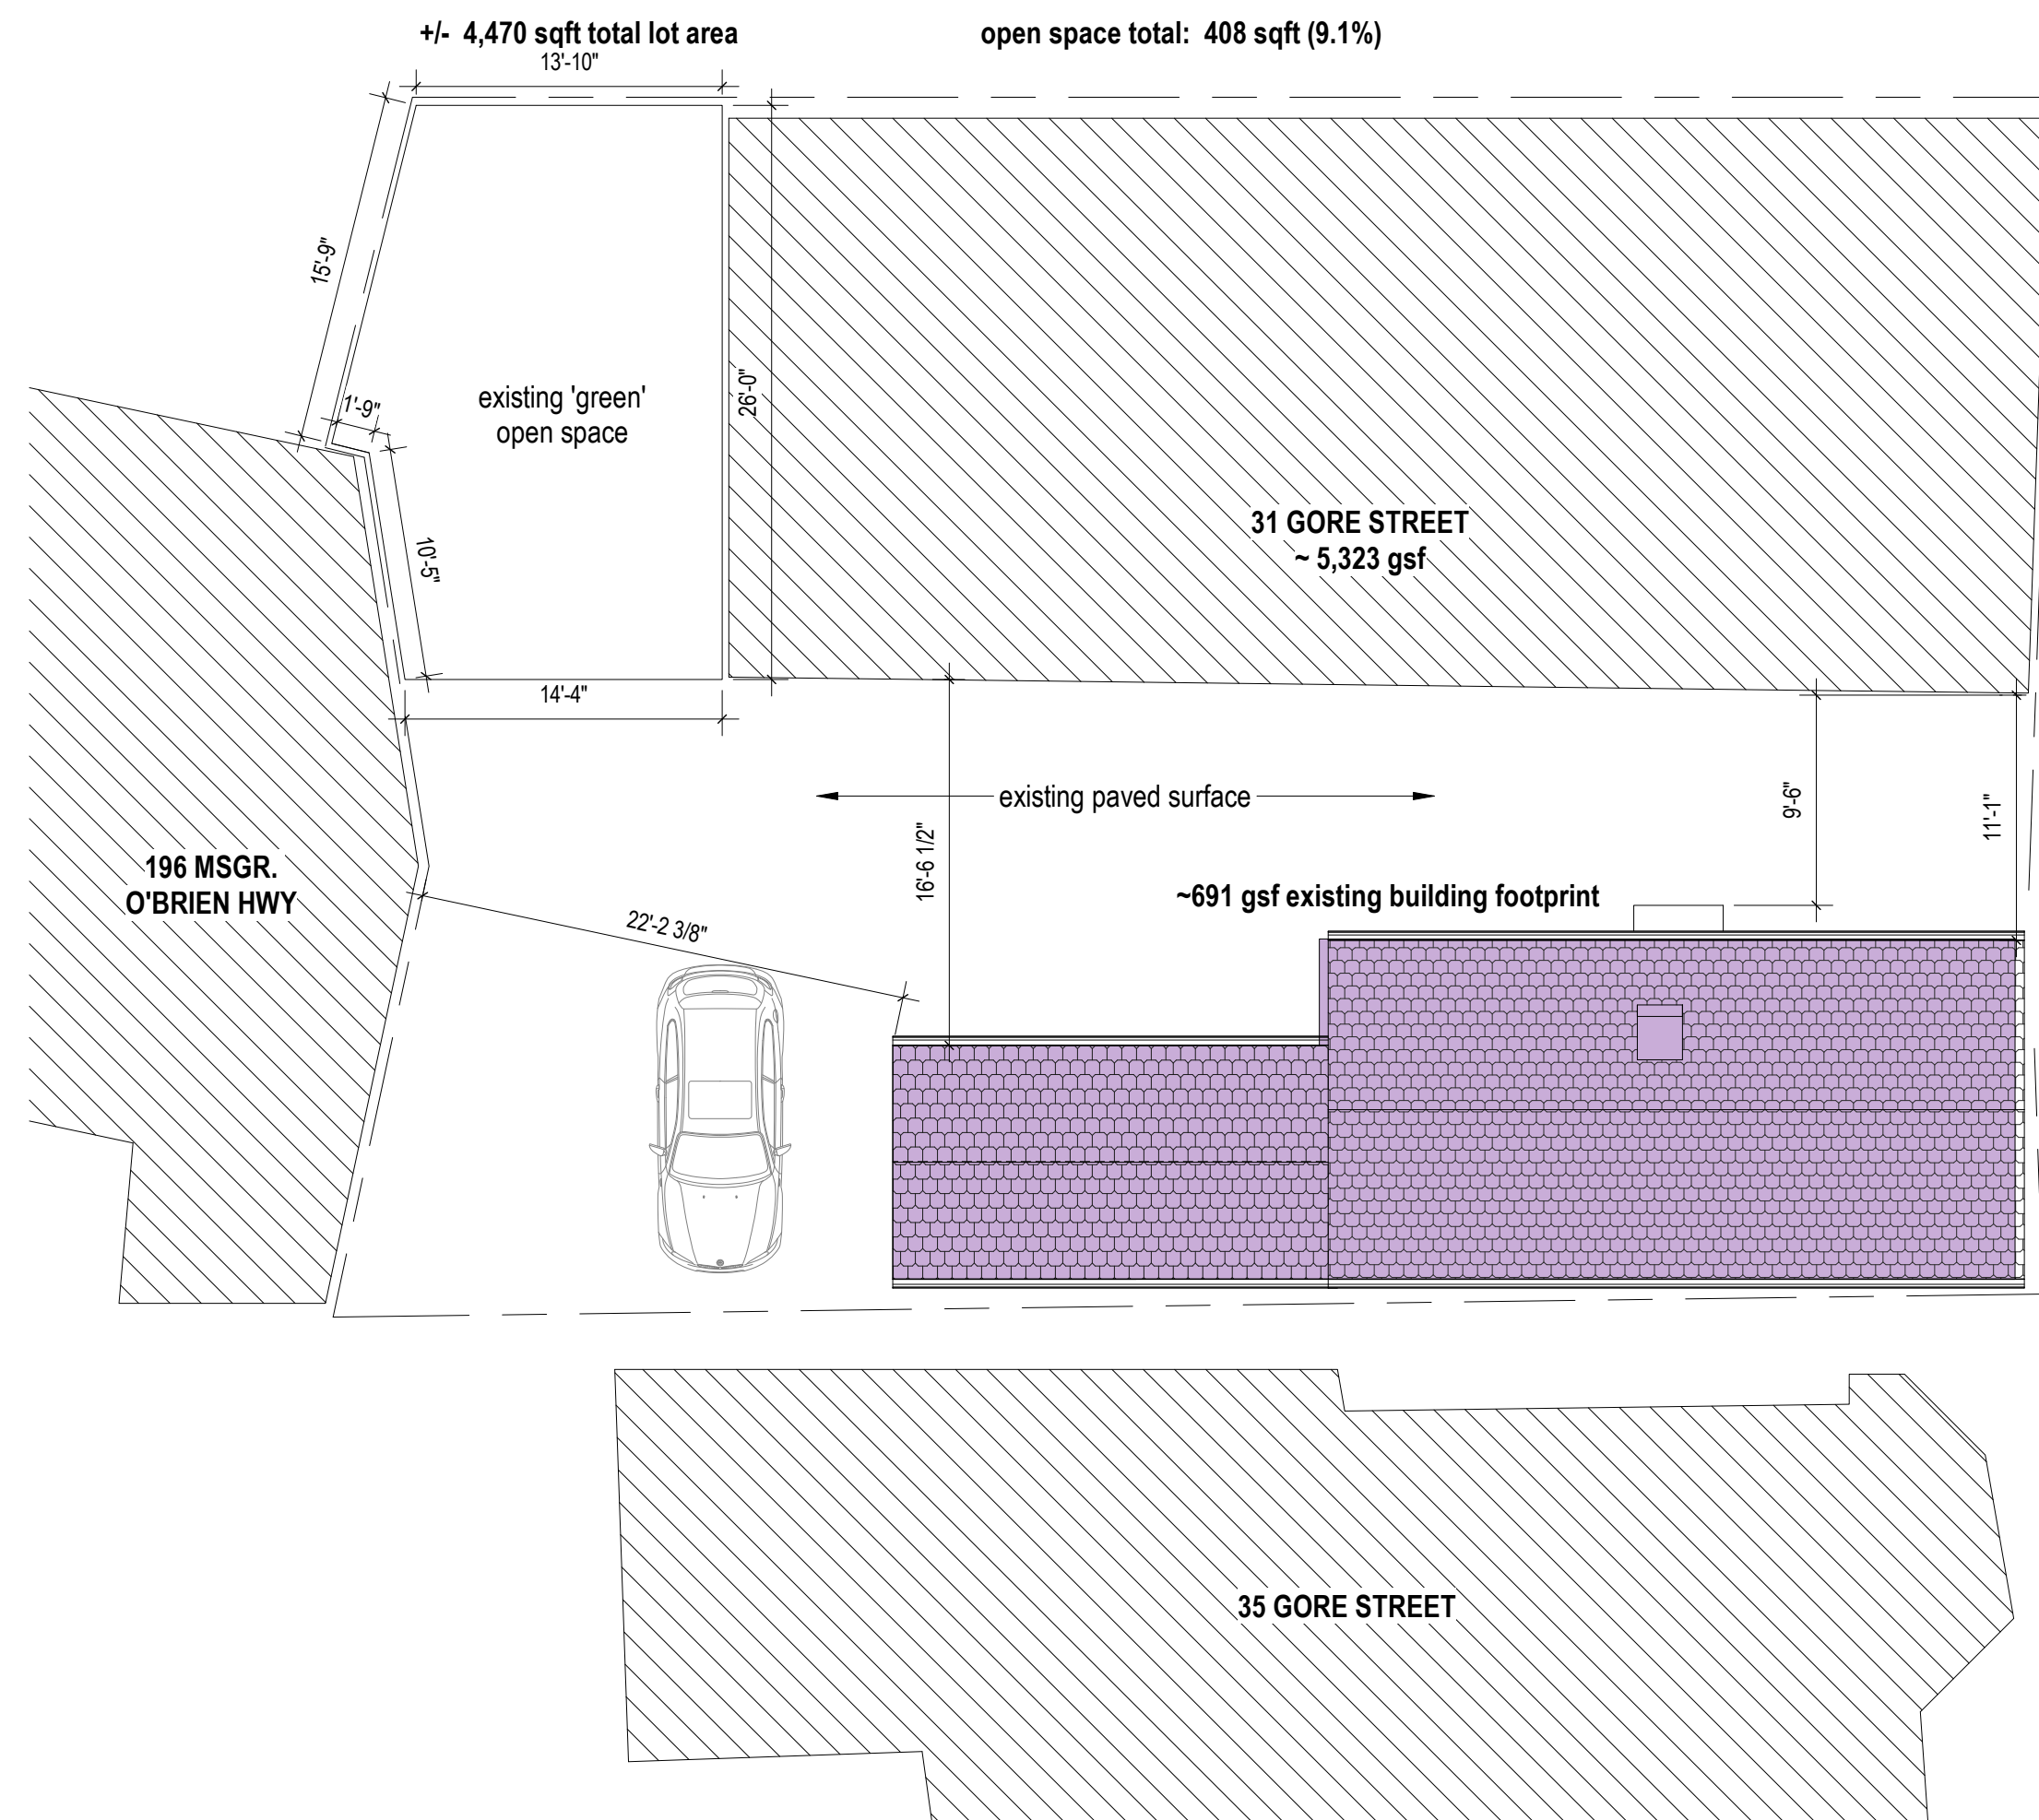 +/-  4,470 sqft total lot area
open space total:  408 sqft (9.1%)
13'-10"
15'-9"
1'-9"
existing 'green'
open space
26'-0"
10'-5"
14'-4"
31 GORE STREET
~ 5,323 gsf
existing paved surface
9'-6"
11'-1"
16'-6 1/2"
196 MSGR.
O'BRIEN HWY
~691 gsf existing building footprint
22'-2 3/8"
35 GORE STREET